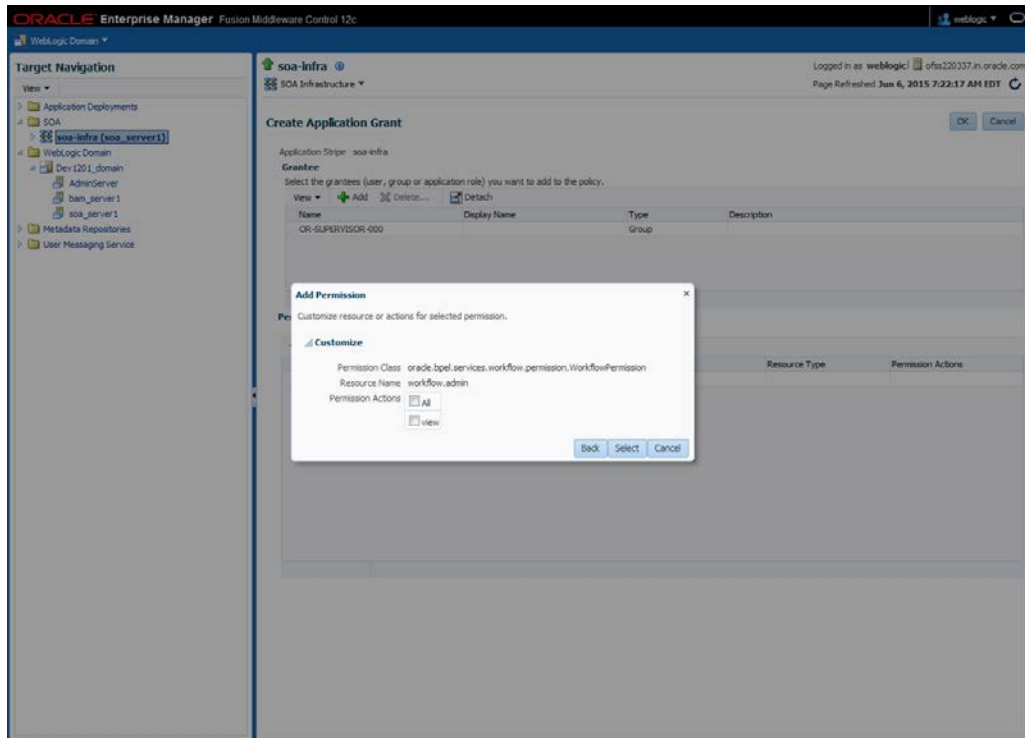 ORACLE Enterprise Manager Fusion Middleware Control 12c
weblogic
WebLogic Domain
Target Navigation
View
Application Deployments
SOA
soa-infra (soa_server1)
WebLogic Domain
Dev1201_domain
AdminServer
bam_server1
soa_server1
Metadata Repositories
User Messaging Service
soa-infra
SOA Infrastructure
Logged in as weblogic| ofss220337.in.oracle.com
Page Refreshed Jun 6, 2015 7:22:17 AM EDT
Create Application Grant
OK Cancel
Application Stripe soa-infra
Grantee
Select the grantees (user, group or application role) you want to add to the policy.
View Add Delete... Detach
Name Display Name Type Description
OR-SUPERVISOR-000 Group
Pe
Resource Type Permission Actions
Add Permission
Customize resource or actions for selected permission.
Customize
Permission Class oracle.bpel.services.workflow.permission.WorkflowPermission
Resource Name workflow.admin
Permission Actions All
view
Back Select Cancel